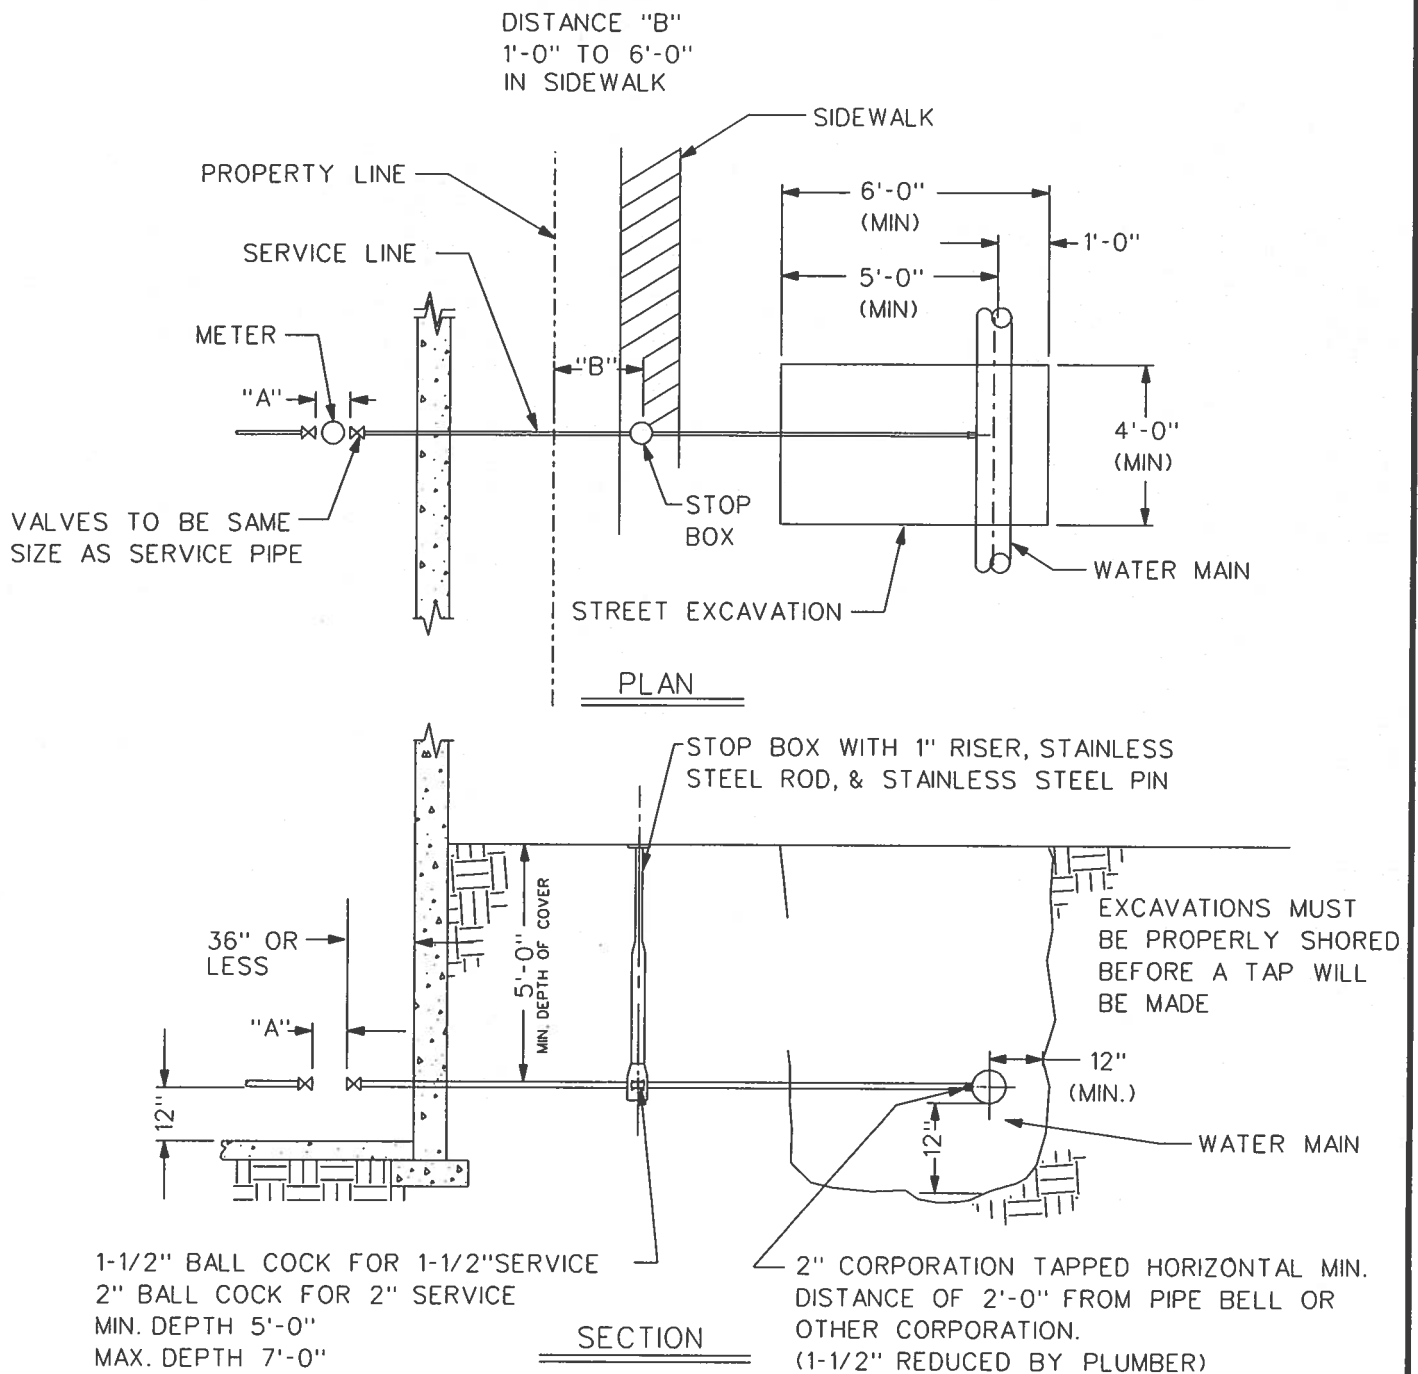 DISTANCE "B"
1'-0" TO 6'-0"
IN SIDEWALK
SIDEWALK
PROPERTY LINE
6'-0"
(MIN)
1'-0"
SERVICE LINE
5'-0"
(MIN)
METER
"B"
"A"
4'-0"
(MIN)
STOP
BOX
VALVES TO BE SAME
SIZE AS SERVICE PIPE
WATER MAIN
STREET EXCAVATION
PLAN
STOP BOX WITH 1" RISER, STAINLESS
STEEL ROD, & STAINLESS STEEL PIN
36" OR
LESS
5'-0"
MIN. DEPTH OF COVER
EXCAVATIONS MUST
BE PROPERLY SHORED
BEFORE A TAP WILL
BE MADE
"A"
12"
(MIN.)
12"
12"
WATER MAIN
1-1/2" BALL COCK FOR 1-1/2"SERVICE
2" BALL COCK FOR 2" SERVICE
MIN. DEPTH 5'-0"
MAX. DEPTH 7'-0"
SECTION
2" CORPORATION TAPPED HORIZONTAL MIN.
DISTANCE OF 2'-0" FROM PIPE BELL OR
OTHER CORPORATION.
(1-1/2" REDUCED BY PLUMBER)